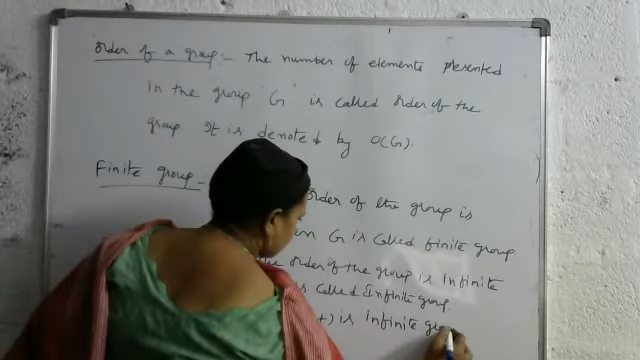 Order of a group :- The number of elements presented
in the group 'G' is called order of the
group It is denoted by O(G).
Finite group -
order of the group is
G is called finite group
order of the group is Infinite
is called Infinite group.
+) is Infinite